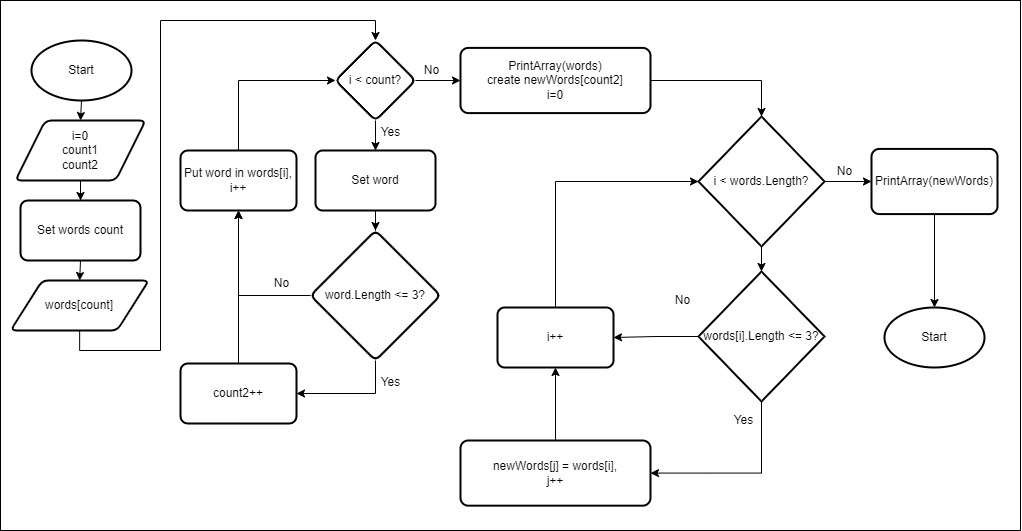 Start
i=0
count1
count2
Set words count
words[count]
i < count?
No
Yes
Set word
word.Length <= 3?
No
Yes
count2++
Put word in words[i],
i++
PrintArray(words)
create newWords[count2]
i=0
i < words.Length?
No
words[i].Length <= 3?
No
Yes
i++
newWords[j] = words[i],
j++
PrintArray(newWords)
Start